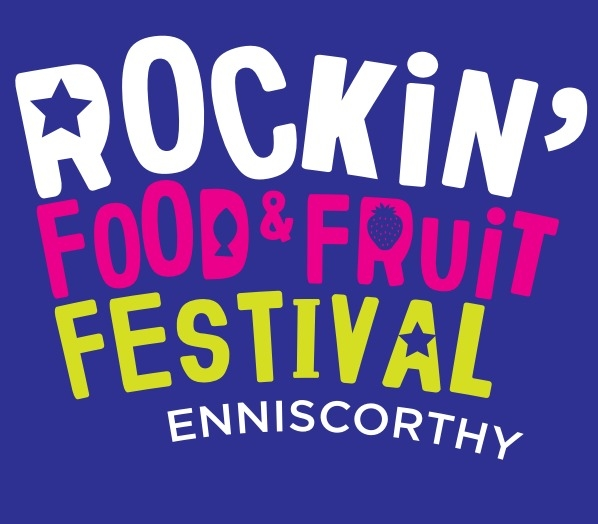 ROCKiN'
FOOD & FRUiT
FESTIVAL
ENNISCORTHY